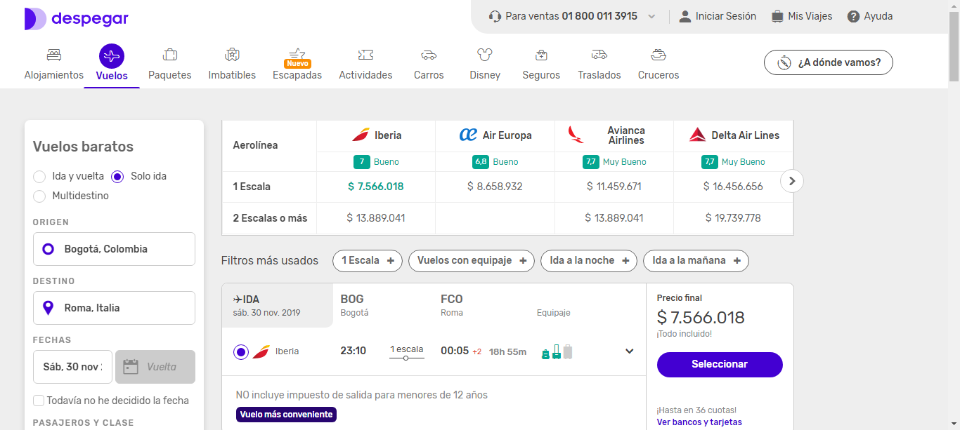 despegar
Para ventas 01 800 011 3915
Iniciar Sesión
Mis Viajes
Ayuda
Alojamientos
Vuelos
Paquetes
Imbatibles
Nuevo
Escapadas
Actividades
Carros
Disney
Seguros
Traslados
Cruceros
¿A dónde vamos?
Vuelos baratos
Ida y vuelta
Solo ida
Multidestino
ORIGEN
Bogotá, Colombia
DESTINO
Roma, Italia
FECHAS
Sáb, 30 nov
Vuelta
Todavía no he decidido la fecha
PASAJEROS Y CLASE
Aerolínea
Iberia
Air Europa
Avianca Airlines
Delta Air Lines
7 Bueno
6,8 Bueno
7,7 Muy Bueno
7,7 Muy Bueno
1 Escala
$ 7.566.018
$ 8.658.932
$ 11.459.671
$ 16.456.656
2 Escalas o más
$ 13.889.041
$ 13.889.041
$ 19.739.778
Filtros más usados
1 Escala +
Vuelos con equipaje +
Ida a la noche +
Ida a la mañana +
IDA
sáb. 30 nov. 2019
BOG
Bogotá
FCO
Roma
Equipaje
Iberia
23:10
1 escala
00:05 +2
18h 55m
NO incluye impuesto de salida para menores de 12 años
Vuelo más conveniente
Precio final
$ 7.566.018
¡Todo incluido!
Seleccionar
¡Hasta en 36 cuotas!
Ver bancos y tarjetas